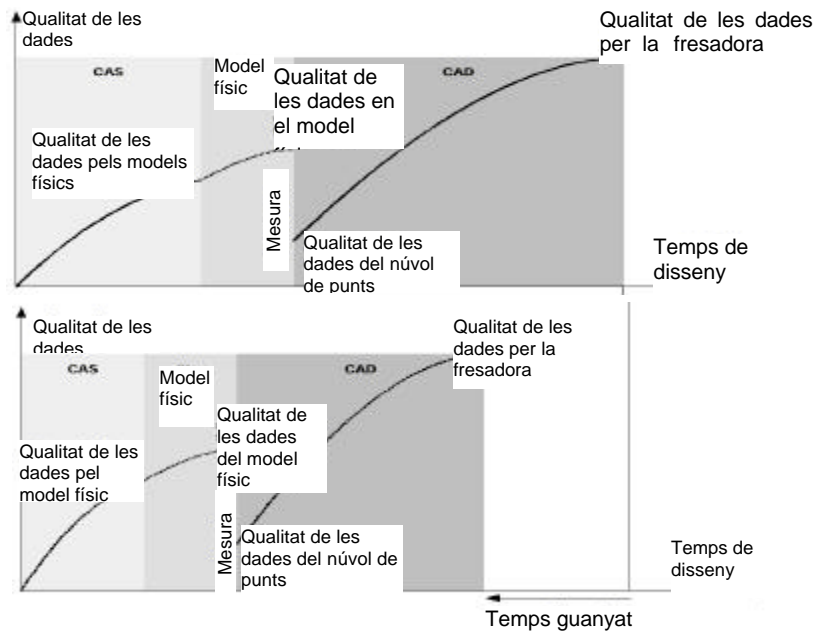 Qualitat de les
dades
Qualitat de les dades
per la fresadora
CAS
Model
físic
Qualitat de
les dades en
el model
CAD
Qualitat de les
dades pels models
físics
Mesura
Qualitat de les
dades del núvol
de punts
Temps de
disseny
Qualitat de les
dades
Qualitat de les
dades per la
fresadora
CAS
Model
físic
CAD
Qualitat de
les dades
del model
físic
Qualitat de les
dades pel
model físic
Mesura
Qualitat de les
dades del núvol de
punts
Temps de
disseny
Temps guanyat